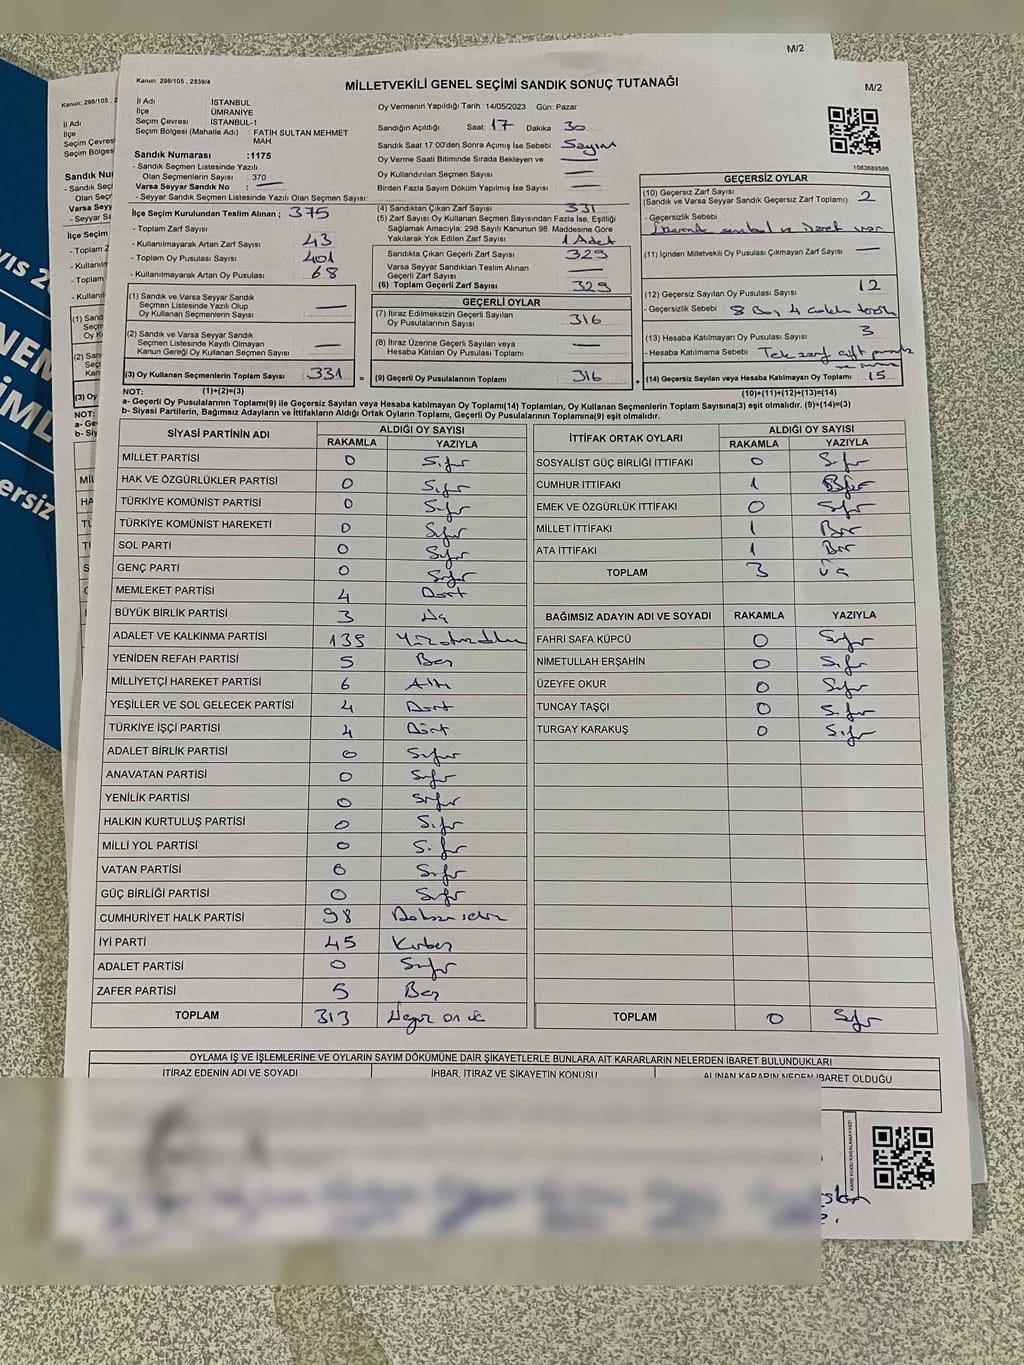 M/2
Kanun: 298/105 , 2839/4
MİLLETVEKİLİ GENEL SEÇİMİ SANDIK SONUÇ TUTANAĞI
M/2
İl Adı : İSTANBUL
İlçe : ÜMRANİYE
Seçim Çevresi : İSTANBUL-1
Seçim Bölgesi (Mahalle Adı) : FATİH SULTAN MEHMET MAH.
Sandık Numarası :1175
- Sandık Seçmen Listesinde Yazılı
Olan Seçmenlerin Sayısı : 370
Varsa Seyyar Sandık No : —
- Seyyar Sandık Seçmen Listesinde Yazılı Olan Seçmen Sayısı
Oy Vermenin Yapıldığı Tarih :14/05/2023 Gün: Pazar
Sandığın Açıldığı Saat: 17 Dakika 30
Sandık Saat 17:00'den Sonra Açımış İse Sebebi Sayım
Oy Verme Saati Bitiminde Sırada Bekleyen ve —
Oy Kullandırılan Seçmen Sayısı —
Birden Fazla Sayım Döküm Yapılmış İse Sayısı —
1083689586
İlçe Seçim Kurulundan Teslim Alınan ; 375
- Toplam Zarf Sayısı
- Kullanılmayarak Artan Zarf Sayısı 43
- Toplam Oy Pusulası Sayısı 401
- Kullanılmayarak Artan Oy Pusulası 68
(1) Sandık ve Varsa Seyyar Sandık
Seçmen Listesinde Yazılı Olup —
Oy Kullanan Seçmenlerin Sayısı
(2) Sandık ve Varsa Seyyar Sandık
Seçmen Listesinde Kayıtlı Olmayan —
Kanun Gereği Oy Kullanan Seçmen Sayısı
(3) Oy Kullanan Seçmenlerin Toplam Sayısı 331
(4) Sandıktan Çıkan Zarf Sayısı 331
(5) Zarf Sayısı Oy Kullanan Seçmen Sayısından Fazla İse, Eşitliği
Sağlamak Amacıyla; 298 Sayılı Kanunun 98. Maddesine Göre
Yakılarak Yok Edilen Zarf Sayısı 1 Adet
Sandıkta Çıkan Geçerli Zarf Sayısı 329
Varsa Seyyar Sandıktan Teslim Alınan —
Geçerli Zarf Sayısı
(6) Toplam Geçerli Zarf Sayısı 329
GEÇERLİ OYLAR
(7) İtiraz Edilmeksizin Geçerli Sayılan
Oy Pusulalarının Sayısı 316
(8) İtiraz Üzerine Geçerli Sayılan veya —
Hesaba Katılan Oy Pusulası Toplamı
= (9) Geçerli Oy Pusulalarının Toplamı 316 +
GEÇERSİZ OYLAR
(10) Geçersiz Zarf Sayısı 2
(Sandık ve Varsa Seyyar Sandık Geçersiz Zarf Toplamı)
- Geçersizlik Sebebi
(11) İçinden Milletvekili Oy Pusulası Çıkmayan Zarf Sayısı —
(12) Geçersiz Sayılan Oy Pusulası Sayısı 12
- Geçersizlik Sebebi : 8 Boş 4
(13) Hesaba Katılmayan Oy Pusulası Sayısı 3
- Hesaba Katılmama Sebebi Tek zarf çift
(14) Geçersiz Sayılan veya Hesaba Katılmayan Oy Toplamı : 15
NOT: (1)+(2)=(3) (10)+(11)+(12)+(13)=(14)
a- Geçerli Oy Pusulalarının Toplamı(9) ile Geçersiz Sayılan veya Hesaba Katılmayan Oy Toplamı(14) Toplamları, Oy Kullanan Seçmenlerin Toplam Sayısına(3) eşit olmalıdır. (9)+(14)=(3)
b- Siyasi Partilerin, Bağımsız Adayların ve İttifakların Aldığı Ortak Oyların Toplamı, Geçerli Oy Pusulalarının Toplamına(9) eşit olmalıdır.
SİYASİ PARTİNİN ADI ALDIĞI OY SAYISI
RAKAMLA YAZIYLA
MİLLET PARTİSİ 0 Sıfır
HAK VE ÖZGÜRLÜKLER PARTİSİ 0 Sıfır
TÜRKİYE KOMÜNİST PARTİSİ 0 Sıfır
TÜRKİYE KOMÜNİST HAREKETİ 0 Sıfır
SOL PARTİ 0 Sıfır
GENÇ PARTİ 0 Sıfır
MEMLEKET PARTİSİ 4 Dört
BÜYÜK BİRLİK PARTİSİ 3 Üç
ADALET VE KALKINMA PARTİSİ 139
YENİDEN REFAH PARTİSİ 5 Beş
MİLLİYETÇİ HAREKET PARTİSİ 6 Altı
YEŞİLLER VE SOL GELECEK PARTİSİ 4 Dört
TÜRKİYE İŞÇİ PARTİSİ 4 Dört
ADALET BİRLİK PARTİSİ 0 Sıfır
ANAVATAN PARTİSİ 0 Sıfır
YENİLİK PARTİSİ 0 Sıfır
HALKIN KURTULUŞ PARTİSİ 0 Sıfır
MİLLİ YOL PARTİSİ 0 Sıfır
VATAN PARTİSİ 0 Sıfır
GÜÇ BİRLİĞİ PARTİSİ 0 Sıfır
CUMHURİYET HALK PARTİSİ 98 Doksan sekiz
İYİ PARTİ 45 Kırkbeş
ADALET PARTİSİ 0 Sıfır
ZAFER PARTİSİ 5 Beş
TOPLAM 313 Üçyüz on üç
İTTİFAK ORTAK OYLARI ALDIĞI OY SAYISI
RAKAMLA YAZIYLA
SOSYALİST GÜÇ BİRLİĞİ İTTİFAKI 0 Sıfır
CUMHUR İTTİFAKI 1 Bir
EMEK VE ÖZGÜRLÜK İTTİFAKI 0 Sıfır
MİLLET İTTİFAKI 1 Bir
ATA İTTİFAKI 1 Bir
TOPLAM 3 Üç
BAĞIMSIZ ADAYIN ADI VE SOYADI RAKAMLA YAZIYLA
FAHRİ SAFA KÜPCÜ 0 Sıfır
NİMETULLAH ERŞAHİN 0 Sıfır
ÜZEYFE OKUR 0 Sıfır
TUNCAY TAŞÇI 0 Sıfır
TURGAY KARAKUŞ 0 Sıfır
TOPLAM 0 Sıfır
OYLAMA İŞ VE İŞLEMLERİNE VE OYLARIN SAYIM DÖKÜMÜNE DAİR ŞİKAYETLERLE BUNLARA AİT KARARLARIN NELERDEN İBARET BULUNDUKLARI
İTİRAZ EDENİN ADI VE SOYADI İHBAR, İTİRAZ VE ŞİKAYETİN KONUSU ALINAN KARARIN NEDEN İBARET OLDUĞU
KARE KODU KARALAMAYINIZ!